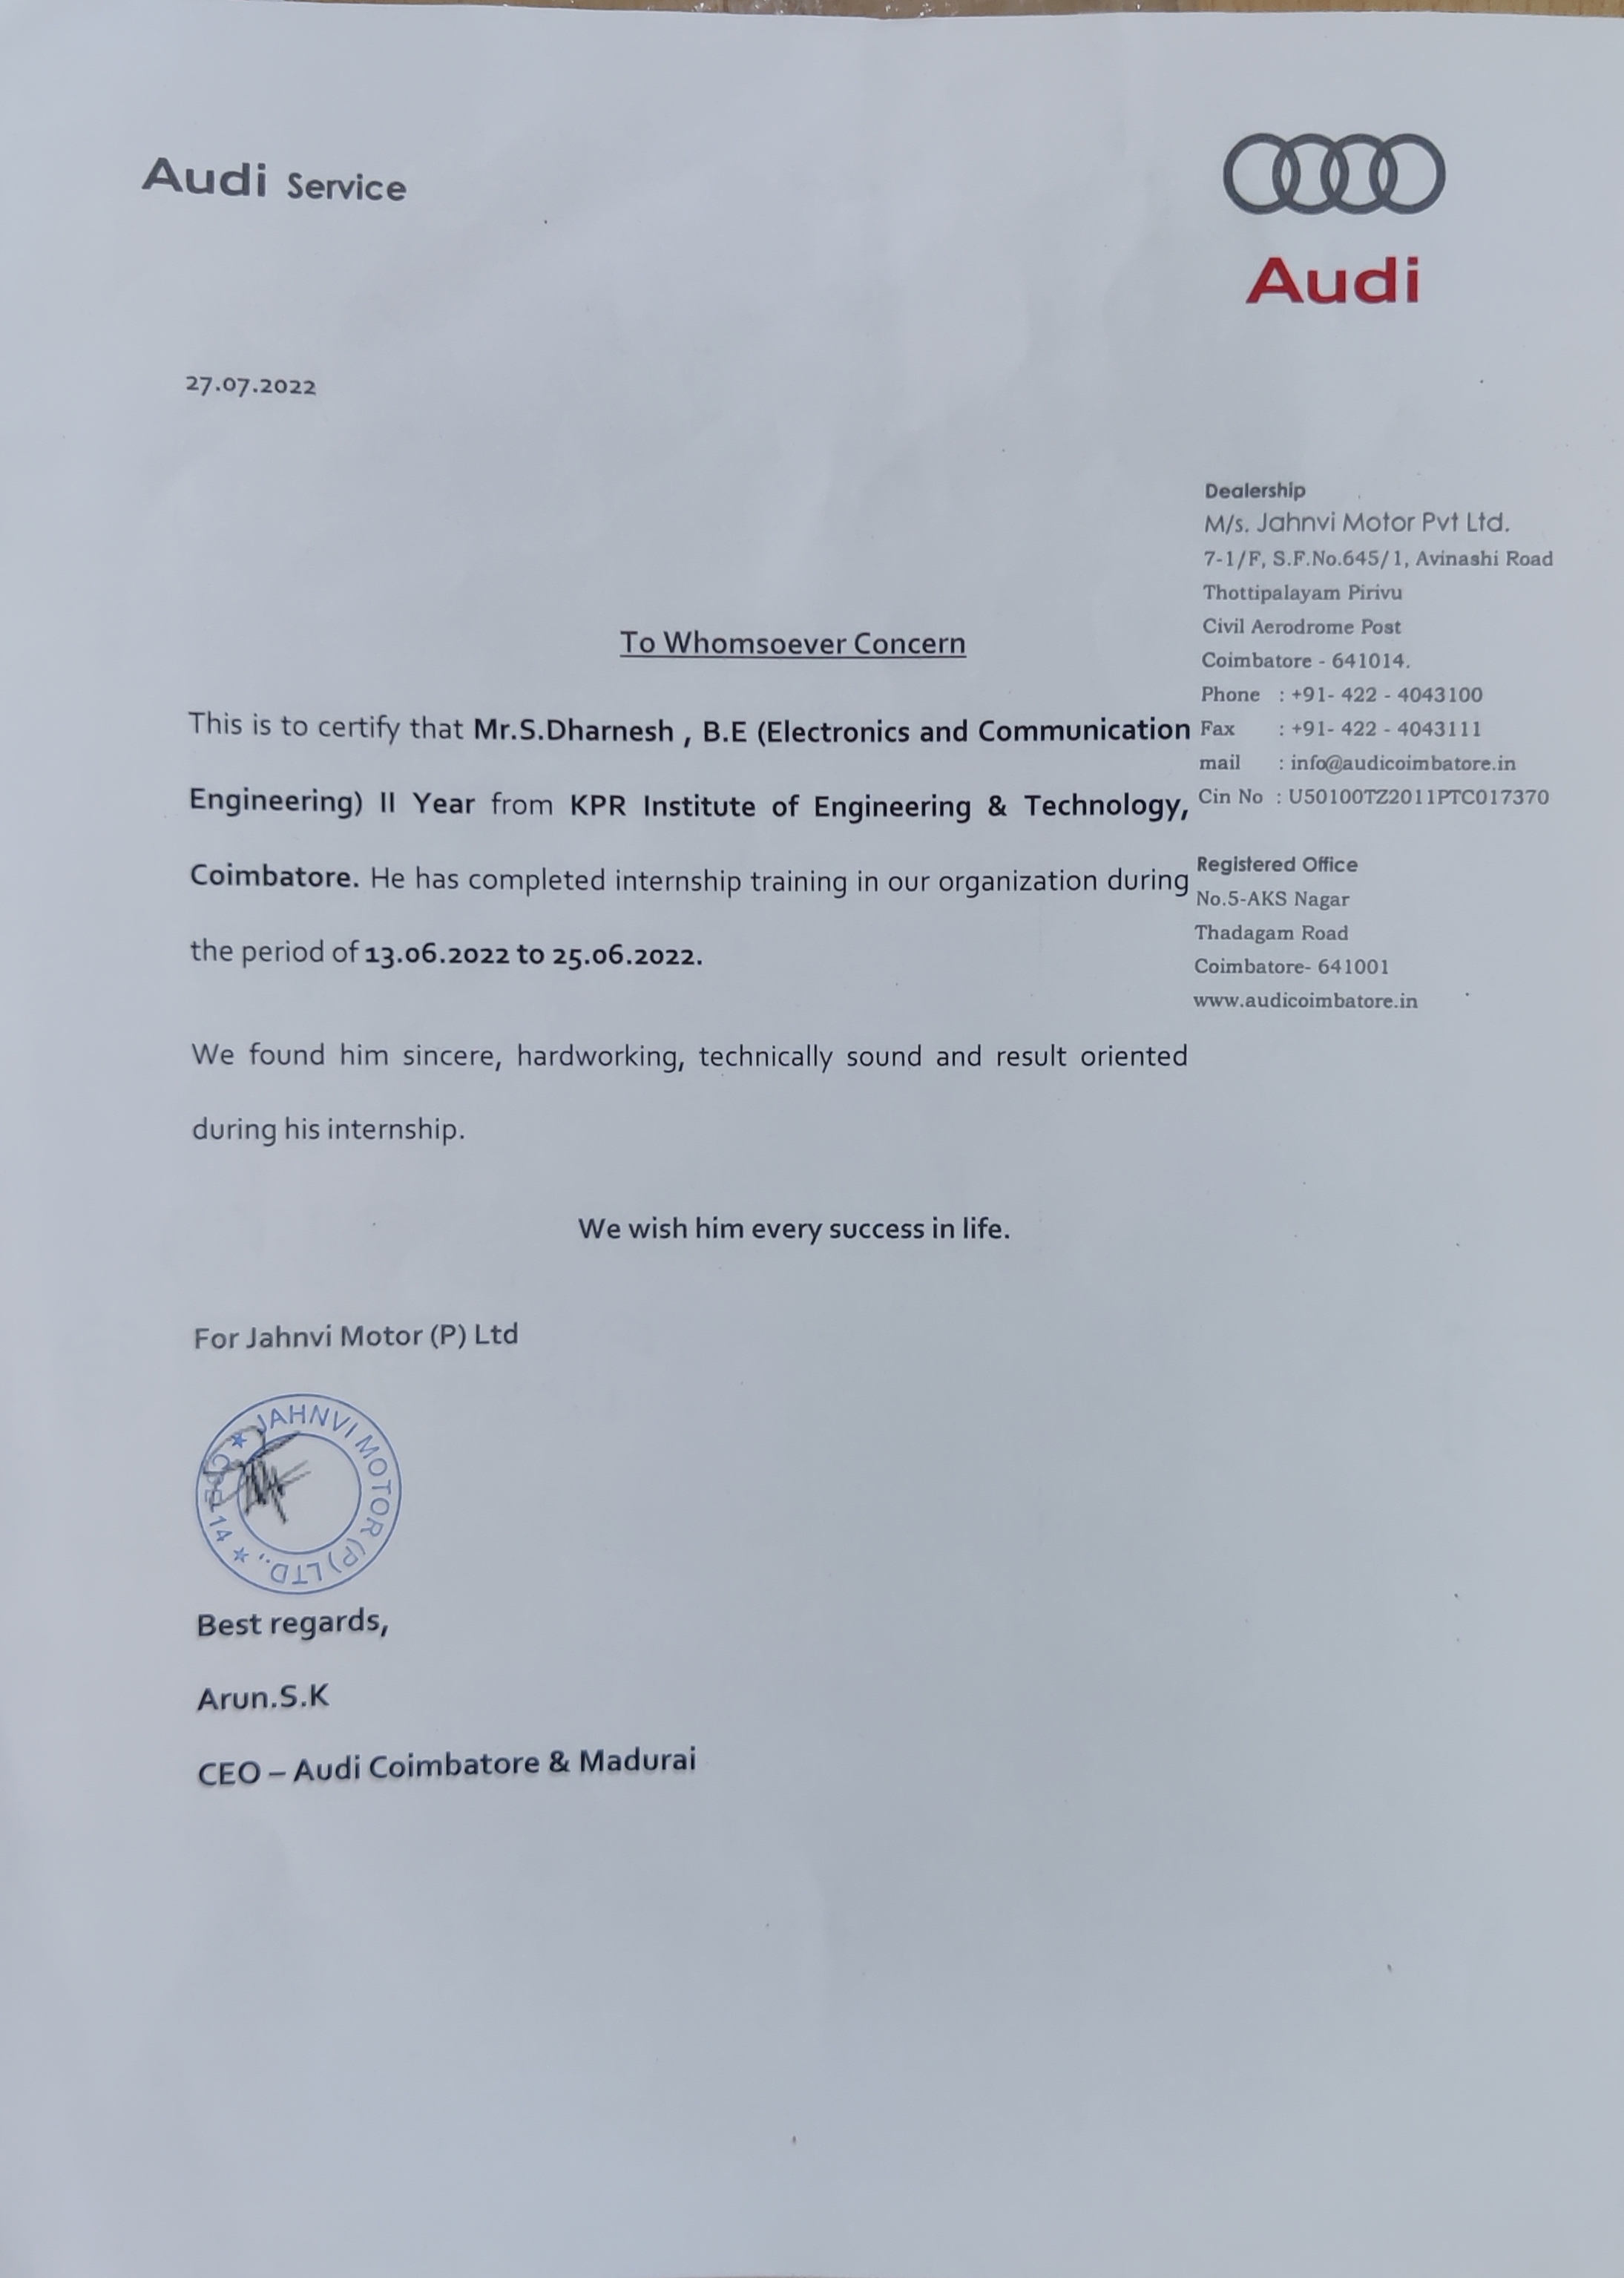 Audi Service
Audi
27.07.2022
Dealership
M/s. Jahnvi Motor Pvt Ltd.
7-1/F, S.F.No.645/1, Avinashi Road
Thottipalayam Pirivu
Civil Aerodrome Post
Coimbatore - 641014.
Phone : +91- 422 - 4043100
Fax : +91- 422 - 4043111
mail : info@audicoimbatore.in
Cin No : U50100TZ2011PTC017370
Registered Office
No.5-AKS Nagar
Thadagam Road
Coimbatore- 641001
www.audicoimbatore.in
To Whomsoever Concern
This is to certify that Mr.S.Dharnesh , B.E (Electronics and Communication
Engineering) II Year from KPR Institute of Engineering & Technology,
Coimbatore. He has completed internship training in our organization during
the period of 13.06.2022 to 25.06.2022.
We found him sincere, hardworking, technically sound and result oriented
during his internship.
We wish him every success in life.
For Jahnvi Motor (P) Ltd
JAHNVI MOTOR (P) LTD.,
14
Best regards,
Arun.S.K
CEO – Audi Coimbatore & Madurai